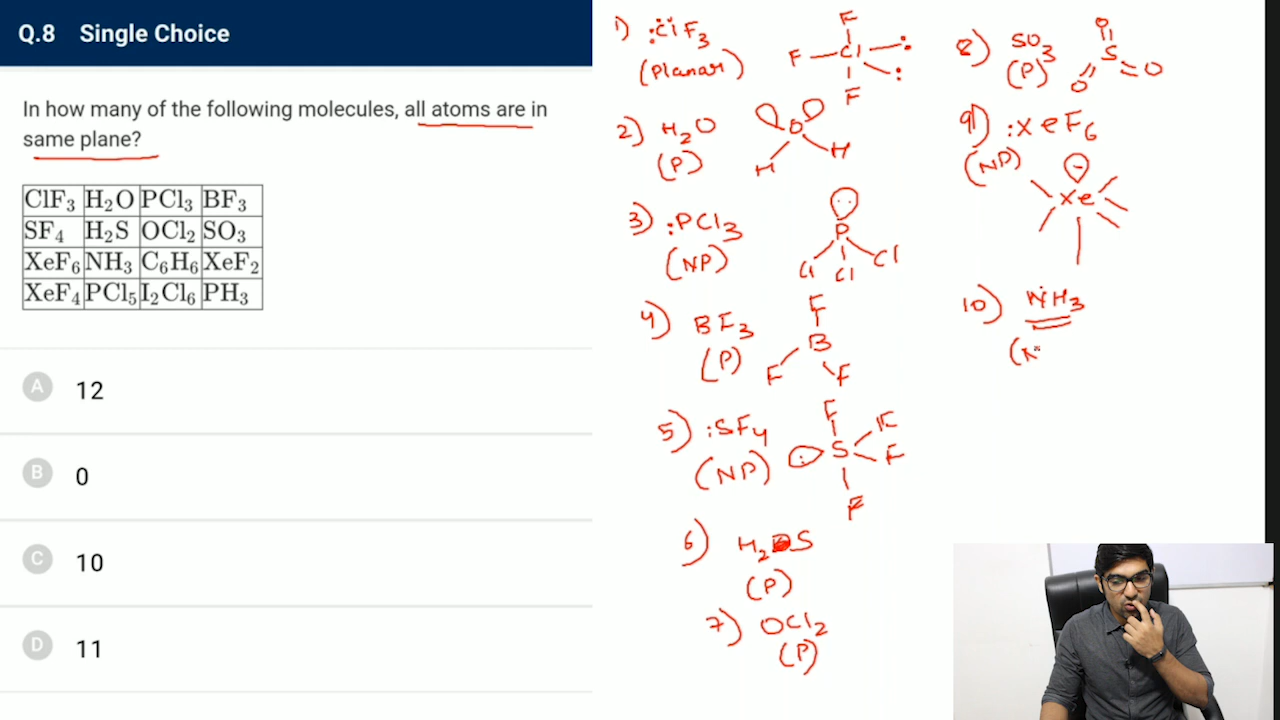 Q.8 Single Choice
In how many of the following molecules, all atoms are in
same plane?
ClF3 H2O PCl3 BF3
SF4 H2S OCl2 SO3
XeF6 NH3 C6H6 XeF2
XeF4 PCl5 I2Cl6 PH3
A 12
B 0
C 10
D 11
1) :ClF3
(Planar)
F
F Cl :
F :
2) H2O
(P)
O
H H
3) :PCl3
(NP)
P
Cl Cl Cl
4) BF3
(P)
F
B
F F
5) :SF4
(NP)
F
: S F
F
F
6) H2S
(P)
7) OCl2
(P)
8) SO3
(P)
O
S
O O
9) :XeF6
(NP)
Xe
10) NH3
(N